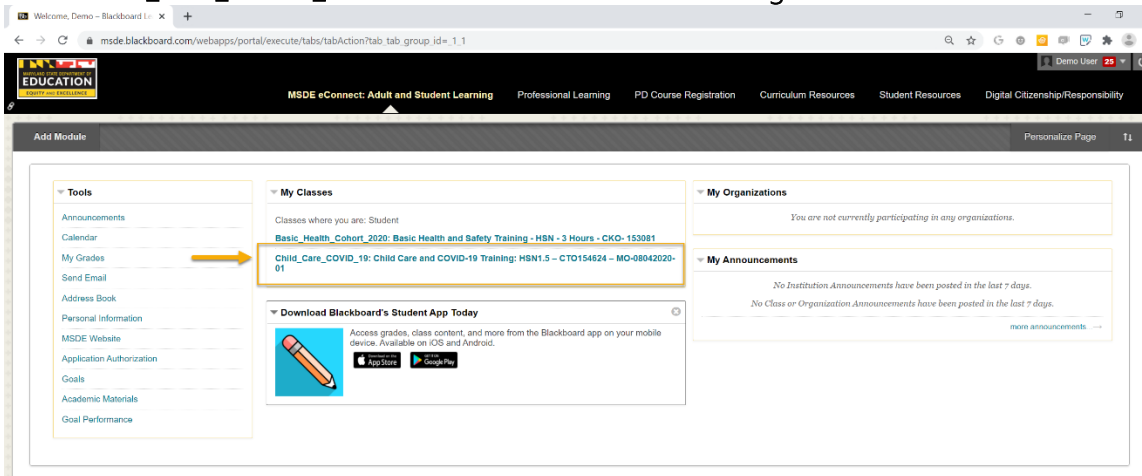 Welcome, Demo – Blackboard Le
msde.blackboard.com/webapps/portal/execute/tabs/tabAction?tab_tab_group_id=_1_1
MARYLAND STATE DEPARTMENT OF
EDUCATION
EQUITY AND EXCELLENCE
Demo User 25
MSDE eConnect: Adult and Student Learning Professional Learning PD Course Registration Curriculum Resources Student Resources Digital Citizenship/Responsibility
Add Module
Personalize Page
Tools
Announcements
Calendar
My Grades
Send Email
Address Book
Personal Information
MSDE Website
Application Authorization
Goals
Academic Materials
Goal Performance
My Classes
Classes where you are: Student
Basic_Health_Cohort_2020: Basic Health and Safety Training - HSN - 3 Hours - CKO- 153081
Child_Care_COVID_19: Child Care and COVID-19 Training: HSN1.5 – CTO154624 – MO-08042020-
01
Download Blackboard's Student App Today
Access grades, class content, and more from the Blackboard app on your mobile
device. Available on iOS and Android.
Download on the
App Store
GET IT ON
Google Play
My Organizations
You are not currently participating in any organizations.
My Announcements
No Institution Announcements have been posted in the last 7 days.
No Class or Organization Announcements have been posted in the last 7 days.
more announcements...→